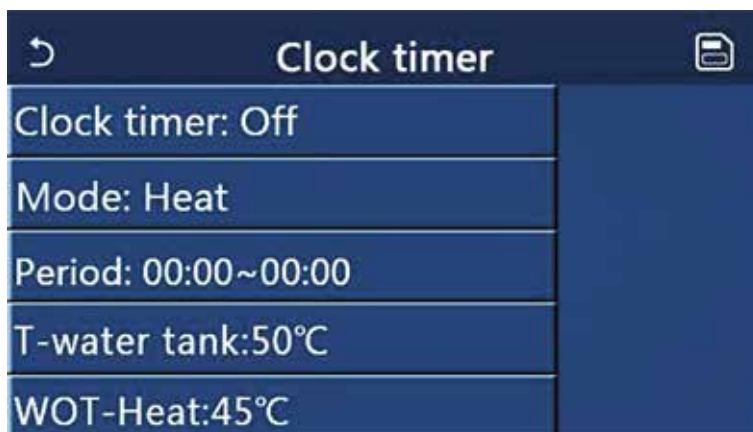 Clock timer
Clock timer: Off
Mode: Heat
Period: 00:00~00:00
T-water tank:50℃
WOT-Heat:45℃